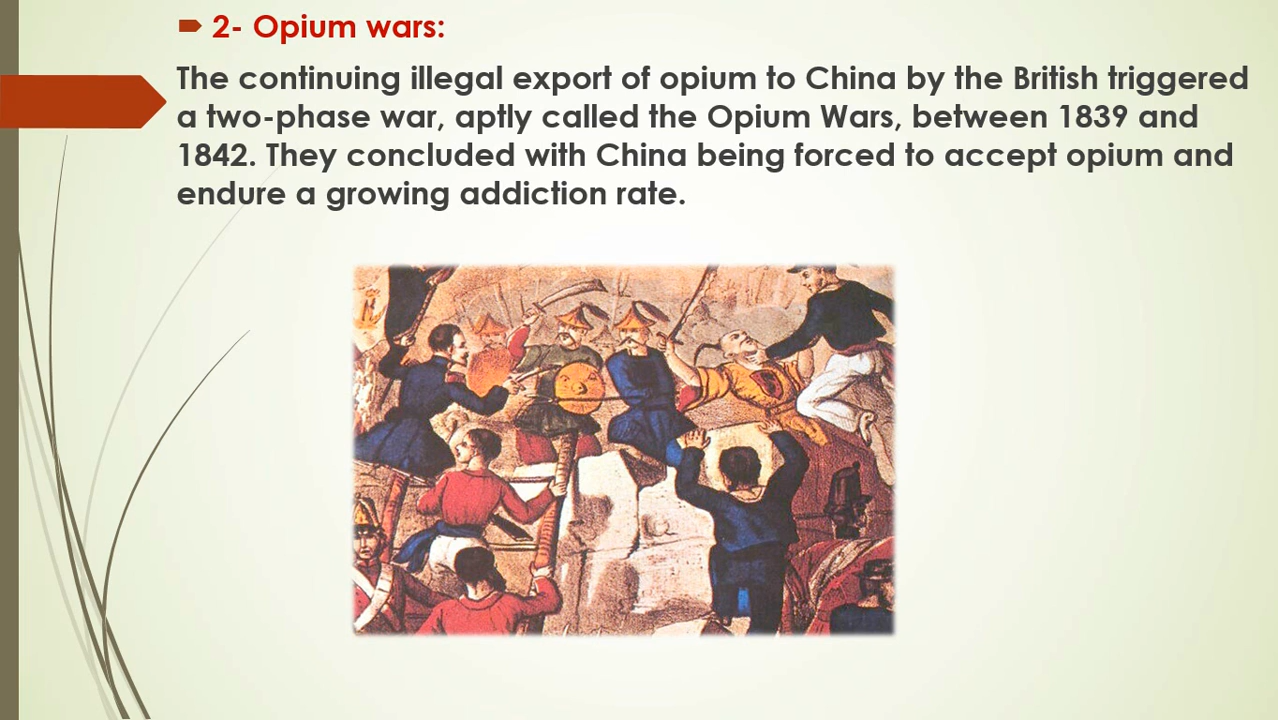 2- Opium wars:
The continuing illegal export of opium to China by the British triggered
a two-phase war, aptly called the Opium Wars, between 1839 and
1842. They concluded with China being forced to accept opium and
endure a growing addiction rate.